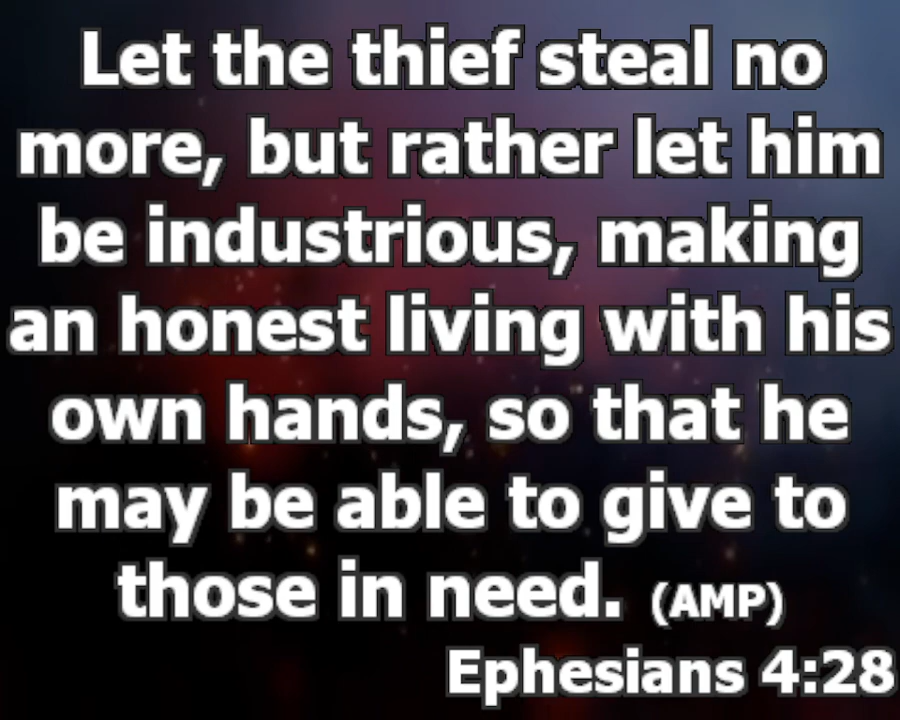 Let the thief steal no
more, but rather let him
be industrious, making
an honest living with his
own hands, so that he
may be able to give to
those in need. (AMP)
Ephesians 4:28